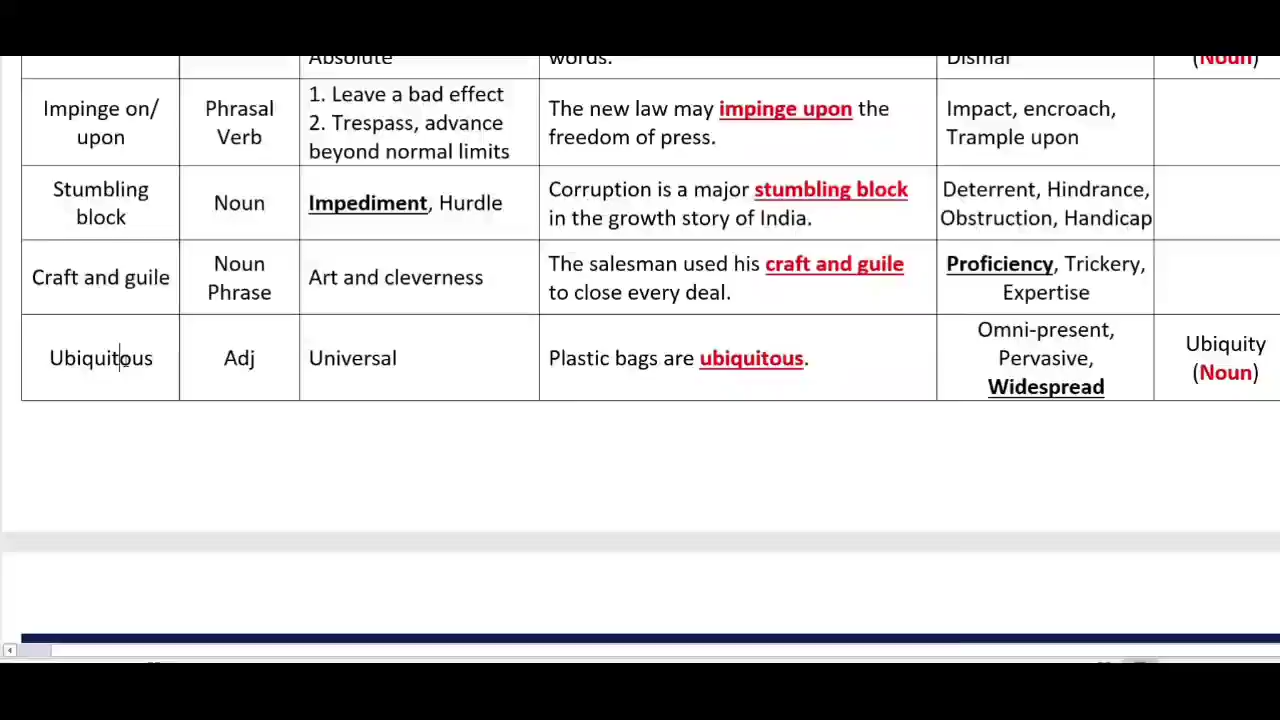 Absolute
words.
Dismal
(Noun)
Impinge on/
upon
Phrasal
Verb
1. Leave a bad effect
2. Trespass, advance
beyond normal limits
The new law may impinge upon the
freedom of press.
Impact, encroach,
Trample upon
Stumbling
block
Noun
Impediment, Hurdle
Corruption is a major stumbling block
in the growth story of India.
Deterrent, Hindrance,
Obstruction, Handicap
Craft and guile
Noun
Phrase
Art and cleverness
The salesman used his craft and guile
to close every deal.
Proficiency, Trickery,
Expertise
Ubiquitous
Adj
Universal
Plastic bags are ubiquitous.
Omni-present,
Pervasive,
Widespread
Ubiquity
(Noun)